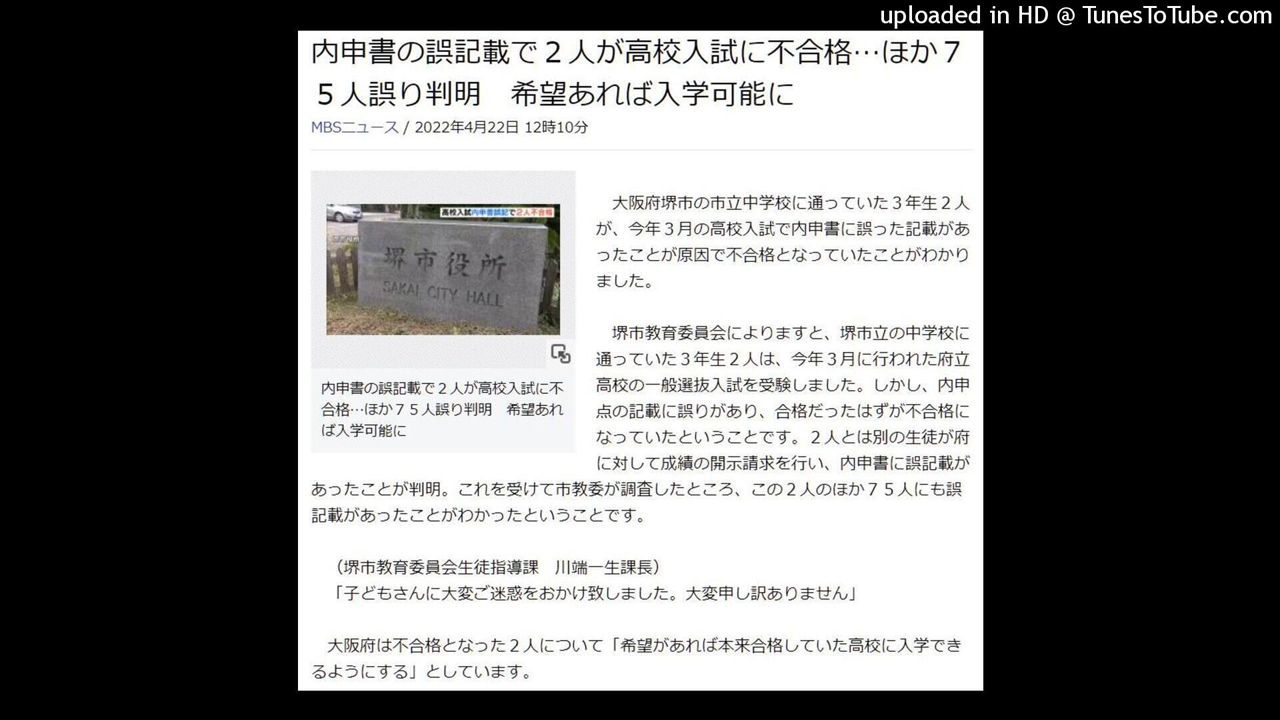 uploaded in HD @ TunesToTube.com
内申書の誤記載で２人が高校入試に不合格…ほか７
５人誤り判明　希望あれば入学可能に
MBSニュース / 2022年4月22日 12時10分
高校入試内申書誤記で２人不合格
堺市役所
SAKAI CITY HALL
内申書の誤記載で２人が高校入試に不
合格…ほか７５人誤り判明　希望あれ
ば入学可能に
　大阪府堺市の市立中学校に通っていた３年生２人
が、今年３月の高校入試で内申書に誤った記載があ
ったことが原因で不合格となっていたことがわかり
ました。
　堺市教育委員会によりますと、堺市立の中学校に
通っていた３年生２人は、今年３月に行われた府立
高校の一般選抜入試を受験しました。しかし、内申
点の記載に誤りがあり、合格だったはずが不合格に
なっていたということです。２人とは別の生徒が府
に対して成績の開示請求を行い、内申書に誤記載が
あったことが判明。これを受けて市教委が調査したところ、この２人のほか７５人にも誤
記載があったことがわかったということです。
　（堺市教育委員会生徒指導課　川端一生課長）
　「子どもさんに大変ご迷惑をおかけ致しました。大変申し訳ありません」
　大阪府は不合格となった２人について「希望があれば本来合格していた高校に入学でき
るようにする」としています。